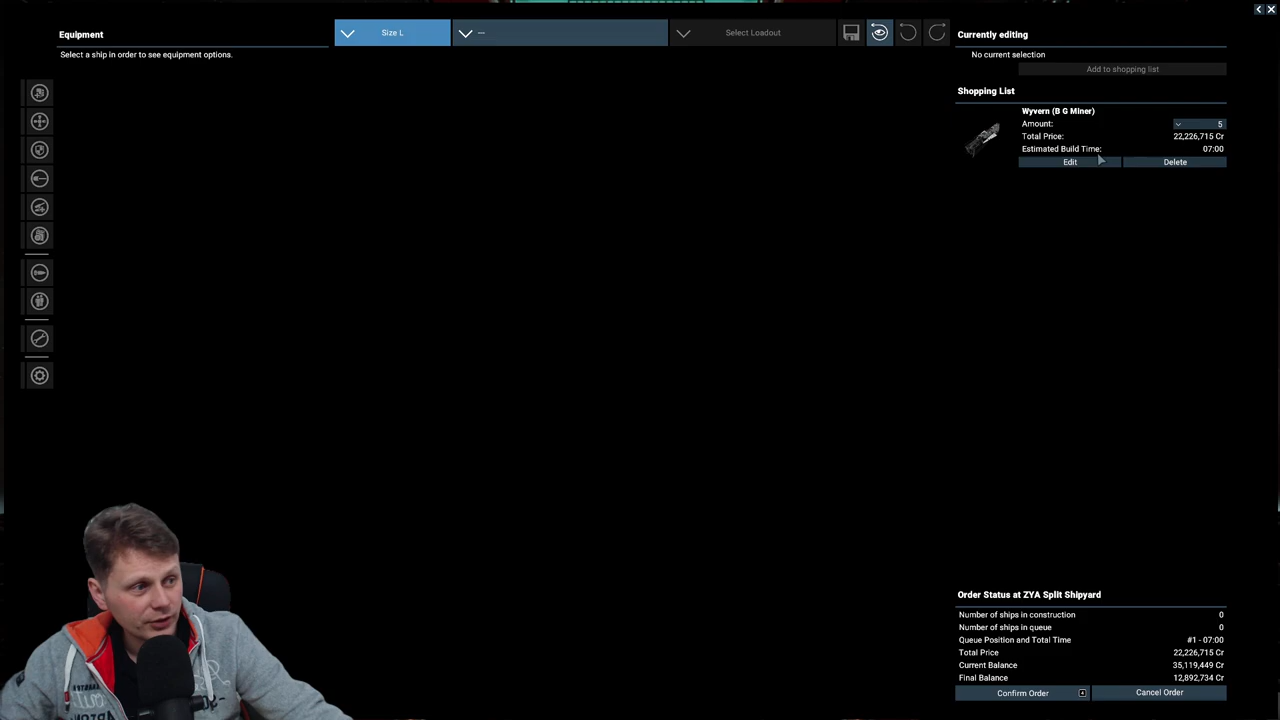 Equipment
Select a ship in order to see equipment options.
Size L
---
Select Loadout
Currently editing
No current selection
Add to shopping list
Shopping List
Wyvern (B G Miner)
Amount: 5
Total Price: 22,226,715 Cr
Estimated Build Time: 07:00
Edit
Delete
Order Status at ZYA Split Shipyard
Number of ships in construction 0
Number of ships in queue 0
Queue Position and Total Time #1 - 07:00
Total Price 22,226,715 Cr
Current Balance 35,119,449 Cr
Final Balance 12,892,734 Cr
Confirm Order
Cancel Order